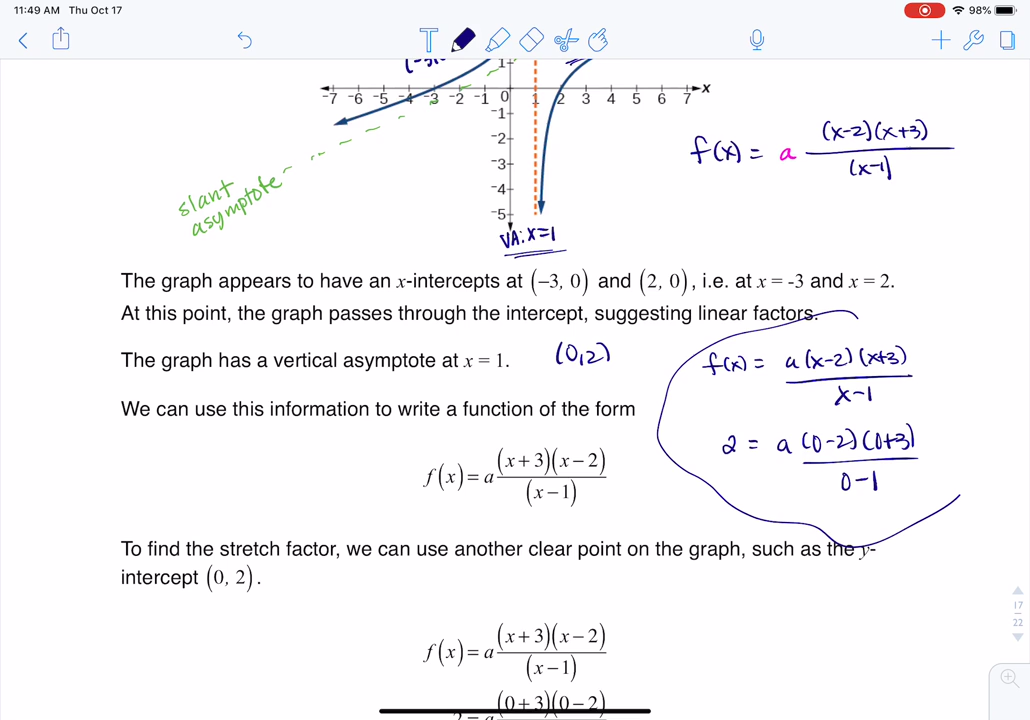 11:49 AM Thu Oct 17
98%
T
1
-7 -6 -5 -4 -3 -2 -1 0 1 2 3 4 5 6 7 x
-1
-2
-3
-4
-5
slant
asymptote
VA: x=1
f(x) = a (x-2)(x+3) / (x-1)
The graph appears to have an x-intercepts at (−3, 0) and (2, 0), i.e. at x = -3 and x = 2.
At this point, the graph passes through the intercept, suggesting linear factors.
The graph has a vertical asymptote at x = 1.
(0,2)
f(x) = a(x-2)(x+3) / x-1
We can use this information to write a function of the form
2 = a (0-2)(0+3) / 0-1
f(x) = a (x+3)(x−2) / (x−1)
To find the stretch factor, we can use another clear point on the graph, such as the y-
intercept (0, 2).
f(x) = a (x+3)(x−2) / (x−1)
(0+3)(0−2)
17
22